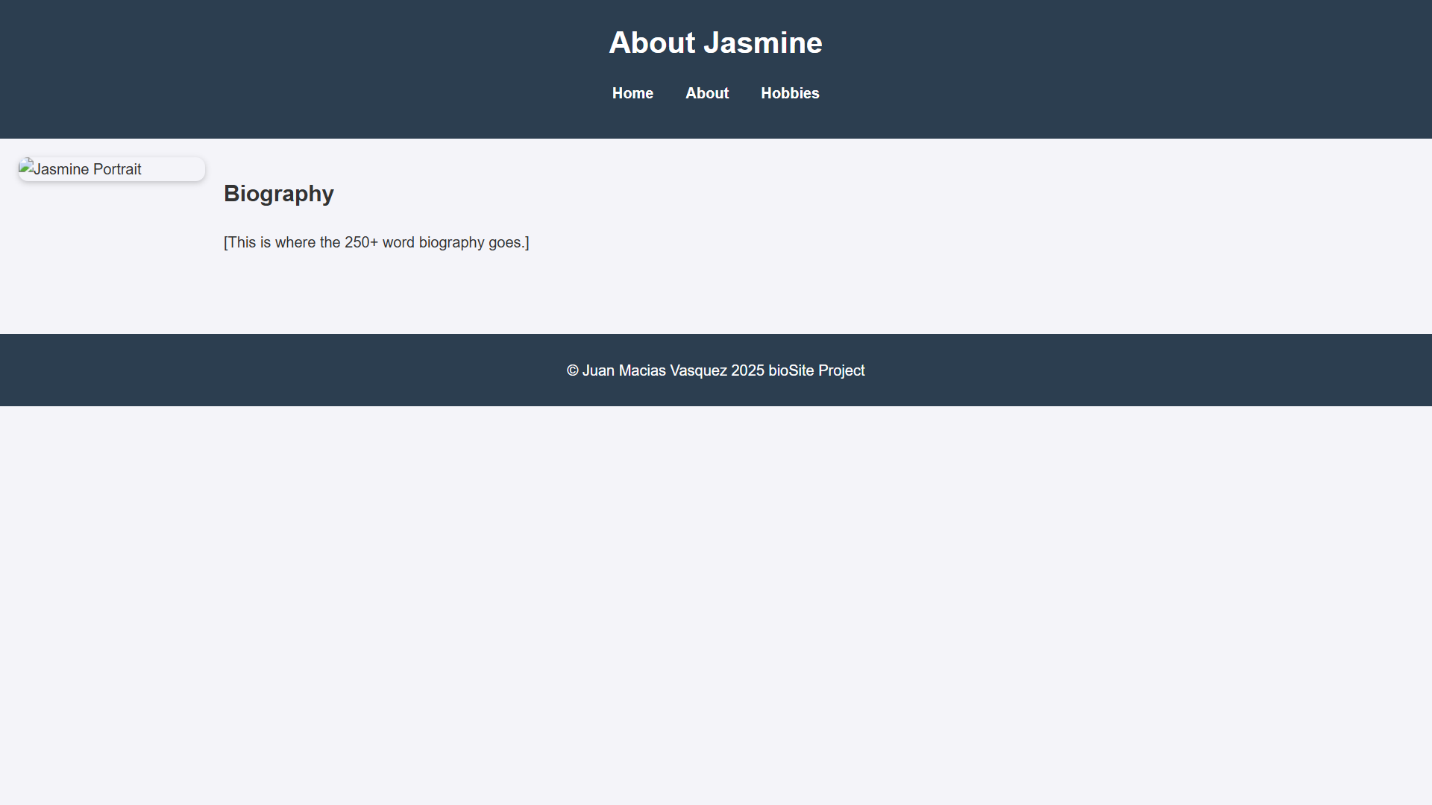 About Jasmine
Home About Hobbies
Jasmine Portrait
Biography
[This is where the 250+ word biography goes.]
© Juan Macias Vasquez 2025 bioSite Project